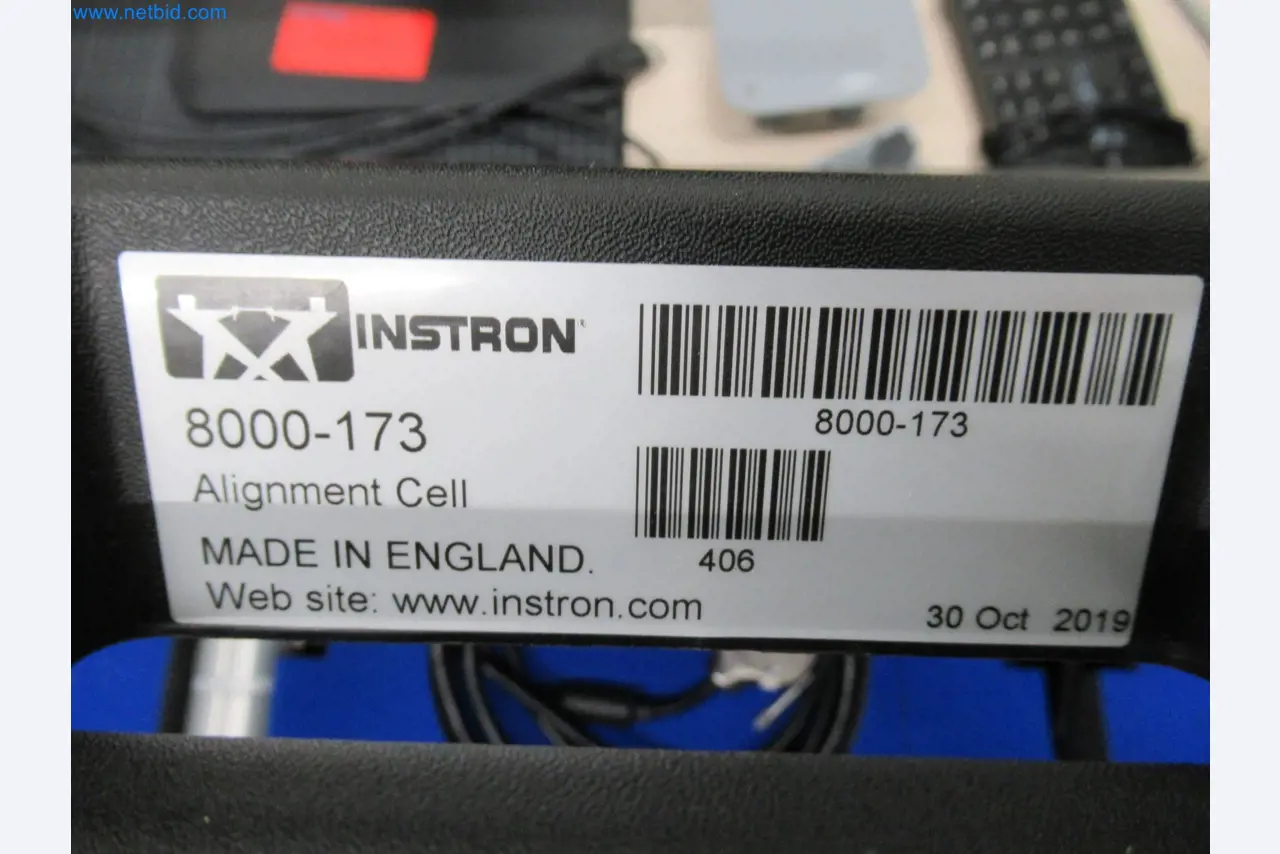 www.netbid.com
INSTRON
8000-173
Alignment Cell
MADE IN ENGLAND.
Web site: www.instron.com
8000-173
406
30 Oct 2019